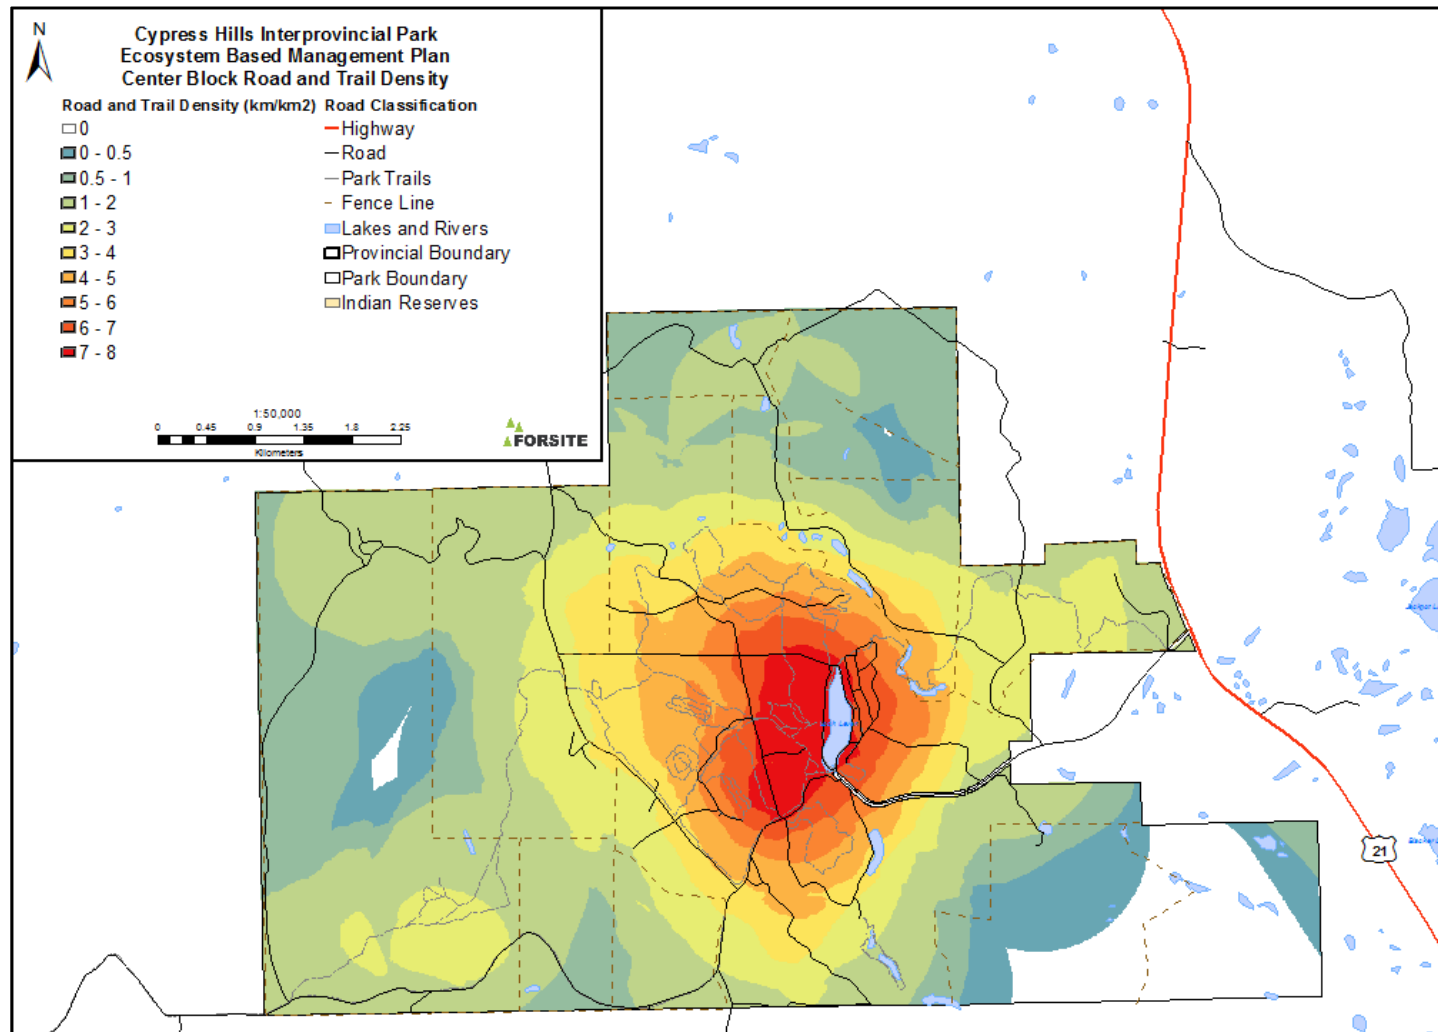 N
Cypress Hills Interprovincial Park
Ecosystem Based Management Plan
Center Block Road and Trail Density
Road and Trail Density (km/km2) Road Classification
0
Highway
0 - 0.5
Road
0.5 - 1
Park Trails
1 - 2
Fence Line
2 - 3
Lakes and Rivers
3 - 4
Provincial Boundary
4 - 5
Park Boundary
5 - 6
Indian Reserves
6 - 7
7 - 8
1:50,000
0 0.45 0.9 1.35 1.8 2.25
Kilometers
FORSITE
21